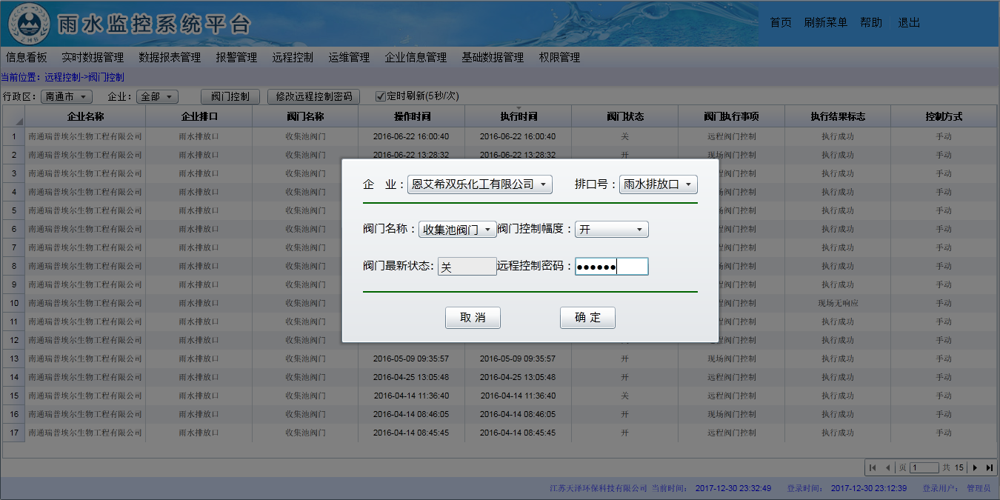 雨水监控系统平台
ZHB
首页 刷新菜单 帮助 退出
信息看板 实时数据管理 数据报表管理 报警管理 远程控制 运维管理 企业信息管理 基础数据管理 权限管理
当前位置：远程控制->阀门控制
行政区：南通市 企业：全部 阀门控制 修改远程控制密码 定时刷新(5秒/次)
企业名称 企业排口 阀门名称 操作时间 执行时间 阀门状态 阀门执行事项 执行结果标志 控制方式
1 南通瑞普埃尔生物工程有限公司 雨水排放口 收集池阀门 2016-06-22 16:00:40 2016-06-22 16:00:40 关 远程阀门控制 执行成功 手动
2 南通瑞普埃尔生物工程有限公司 雨水排放口 收集池阀门 2016-06-22 13:28:32 2016-06-22 13:28:32 开 现场阀门控制 执行成功 手动
3 南通瑞普埃尔生物工程有限公司 雨水排放口 收集池阀门 阀门控制 执行成功 手动
4 南通瑞普埃尔生物工程有限公司 雨水排放口 收集池阀门 阀门控制 执行成功 手动
5 南通瑞普埃尔生物工程有限公司 雨水排放口 收集池阀门 阀门控制 执行成功 手动
6 南通瑞普埃尔生物工程有限公司 雨水排放口 收集池阀门 阀门控制 执行成功 手动
7 南通瑞普埃尔生物工程有限公司 雨水排放口 收集池阀门 阀门控制 执行成功 手动
8 南通瑞普埃尔生物工程有限公司 雨水排放口 收集池阀门 阀门控制 执行成功 手动
9 南通瑞普埃尔生物工程有限公司 雨水排放口 收集池阀门 阀门控制 执行成功 手动
10 南通瑞普埃尔生物工程有限公司 雨水排放口 收集池阀门 阀门控制 现场无响应 手动
11 南通瑞普埃尔生物工程有限公司 雨水排放口 收集池阀门 阀门控制 执行成功 手动
12 南通瑞普埃尔生物工程有限公司 雨水排放口 收集池阀门 阀门控制 执行成功 手动
13 南通瑞普埃尔生物工程有限公司 雨水排放口 收集池阀门 2016-05-09 09:35:57 2016-05-09 09:35:57 开 现场阀门控制 执行成功 手动
14 南通瑞普埃尔生物工程有限公司 雨水排放口 收集池阀门 2016-04-25 13:05:48 2016-04-25 13:05:48 开 远程阀门控制 执行成功 手动
15 南通瑞普埃尔生物工程有限公司 雨水排放口 收集池阀门 2016-04-14 11:36:40 2016-04-14 11:36:40 关 远程阀门控制 执行成功 手动
16 南通瑞普埃尔生物工程有限公司 雨水排放口 收集池阀门 2016-04-14 08:46:05 2016-04-14 08:46:05 开 现场阀门控制 执行成功 手动
17 南通瑞普埃尔生物工程有限公司 雨水排放口 收集池阀门 2016-04-14 08:45:45 2016-04-14 08:45:45 开 远程阀门控制 执行成功 手动
企 业：恩艾希双乐化工有限公司 排口号：雨水排放口
阀门名称：收集池阀门 阀门控制幅度：开
阀门最新状态: 关 远程控制密码：●●●●●●
取 消 确 定
页 1 共 15
江苏天泽环保科技有限公司 当前时间： 2017-12-30 23:32:49 登录时间： 2017-12-30 23:12:39 登录用户： 管理员